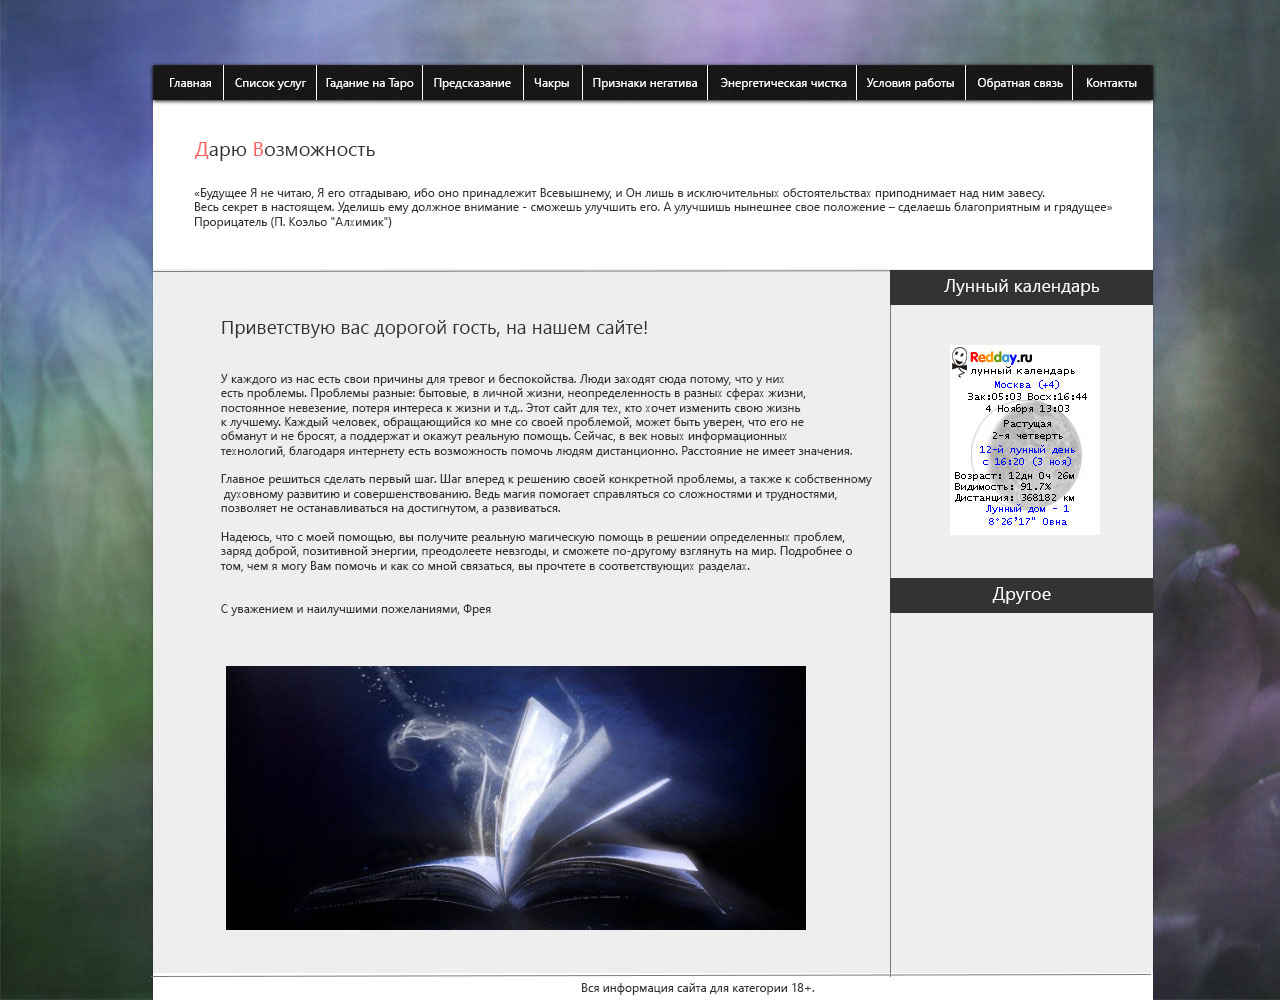 Главная Список услуг Гадание на Таро Предсказание Чакры Признаки негатива Энергетическая чистка Условия работы Обратная связь Контакты
Дарю Возможность
«Будущее Я не читаю, Я его отгадываю, ибо оно принадлежит Всевышнему, и Он лишь в исключительных обстоятельствах приподнимает над ним завесу.
Весь секрет в настоящем. Уделишь ему должное внимание - сможешь улучшить его. А улучшишь нынешнее свое положение – сделаешь благоприятным и грядущее»
Прорицатель (П. Коэльо "Алхимик")
Приветствую вас дорогой гость, на нашем сайте!
У каждого из нас есть свои причины для тревог и беспокойства. Люди заходят сюда потому, что у них
есть проблемы. Проблемы разные: бытовые, в личной жизни, неопределенность в разных сферах жизни,
постоянное невезение, потеря интереса к жизни и т.д.. Этот сайт для тех, кто хочет изменить свою жизнь
к лучшему. Каждый человек, обращающийся ко мне со своей проблемой, может быть уверен, что его не
обманут и не бросят, а поддержат и окажут реальную помощь. Сейчас, в век новых информационных
технологий, благодаря интернету есть возможность помочь людям дистанционно. Расстояние не имеет значения.
Главное решиться сделать первый шаг. Шаг вперед к решению своей конкретной проблемы, а также к собственному
духовному развитию и совершенствованию. Ведь магия помогает справляться со сложностями и трудностями,
позволяет не останавливаться на достигнутом, а развиваться.
Надеюсь, что с моей помощью, вы получите реальную магическую помощь в решении определенных проблем,
заряд доброй, позитивной энергии, преодолеете невзгоды, и сможете по-другому взглянуть на мир. Подробнее о
том, чем я могу Вам помочь и как со мной связаться, вы прочтете в соответствующих разделах.
С уважением и наилучшими пожеланиями, Фрея
Лунный календарь
Redday.ru
лунный календарь
Москва (+4)
Зак:05:03 Восх:16:44
4 Ноября 13:03
Растущая
2-я четверть
12-й лунный день
с 16:20 (3 ноя)
Возраст: 12дн 0ч 26м
Видимость: 91.7%
Дистанция: 368182 км
Лунный дом - 1
8°26'17" Овна
Другое
Вся информация сайта для категории 18+.